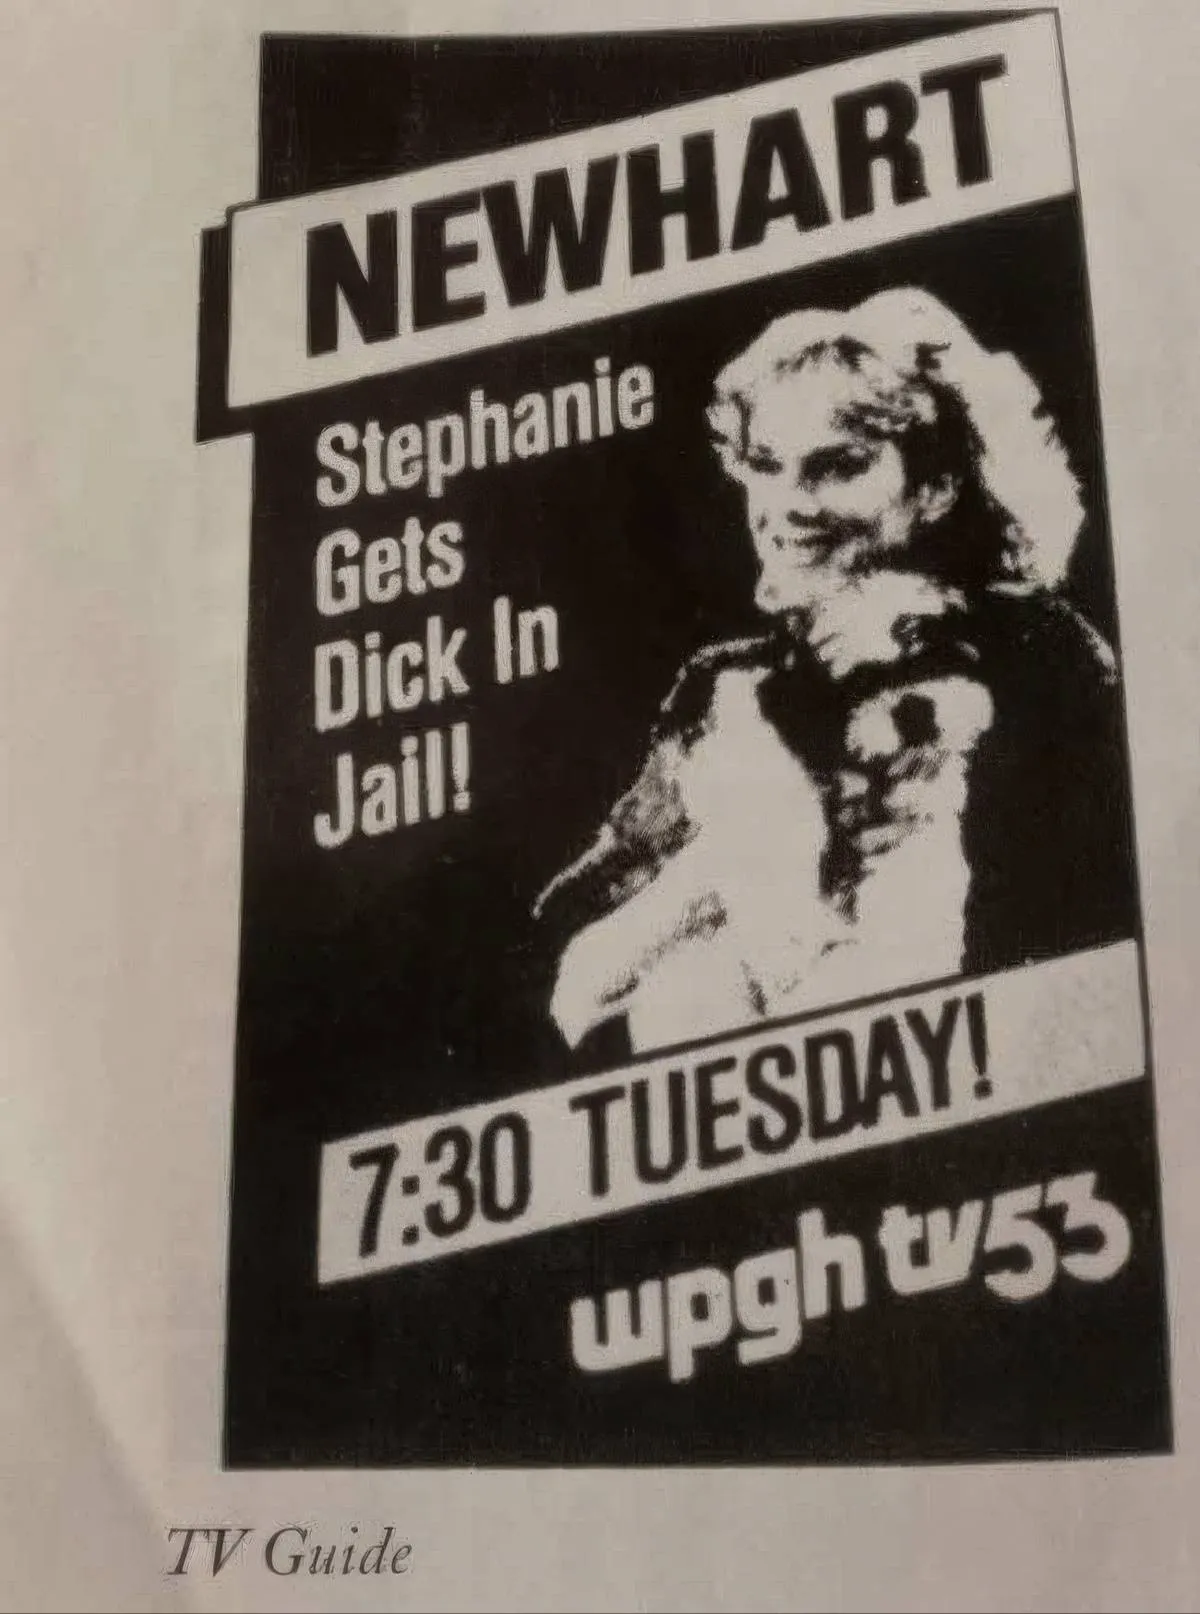 NEWHART
Stephanie
Gets
Dick In
Jail!
7:30 TUESDAY!
wpgh tv53
TV Guide